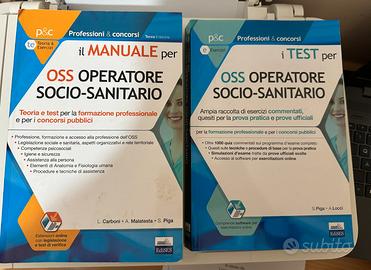 p&c
Professioni & concorsi
Terza Edizione
te
Teoria &
Esercizi
il MANUALE per
OSS OPERATORE
SOCIO-SANITARIO
Teoria e test per la formazione professionale
e per i concorsi pubblici
• Professione, formazione e accesso alla professione dell'OSS
• Legislazione sociale e sanitaria, aspetti organizzativi e rete territoriale
• Competenze psicosociali
• Igiene e sicurezza
• Assistenza alla persona
• Elementi di Anatomia e Fisiologia umana
• Procedure e tecniche di assistenza
L. Carboni • A. Malatesta • S. Piga
Estensioni online
EdiSES
p&c
Professioni & concorsi
e
Esercizi
i TEST per
OSS OPERATORE
SOCIO-SANITARIO
Ampia raccolta di esercizi commentati,
quesiti per la prova pratica e prove ufficiali
per la formazione professionale e per i concorsi pubblici
• Oltre 1000 quiz commentati sul programma d'esame completo
• Quesiti sulle tecniche e procedure di base per la prova pratica
• Simulazioni d'esame tratte da prove ufficiali svolte
• Accesso al software per esercitazioni online
S. Piga • A. Locci
EdiSES
subito